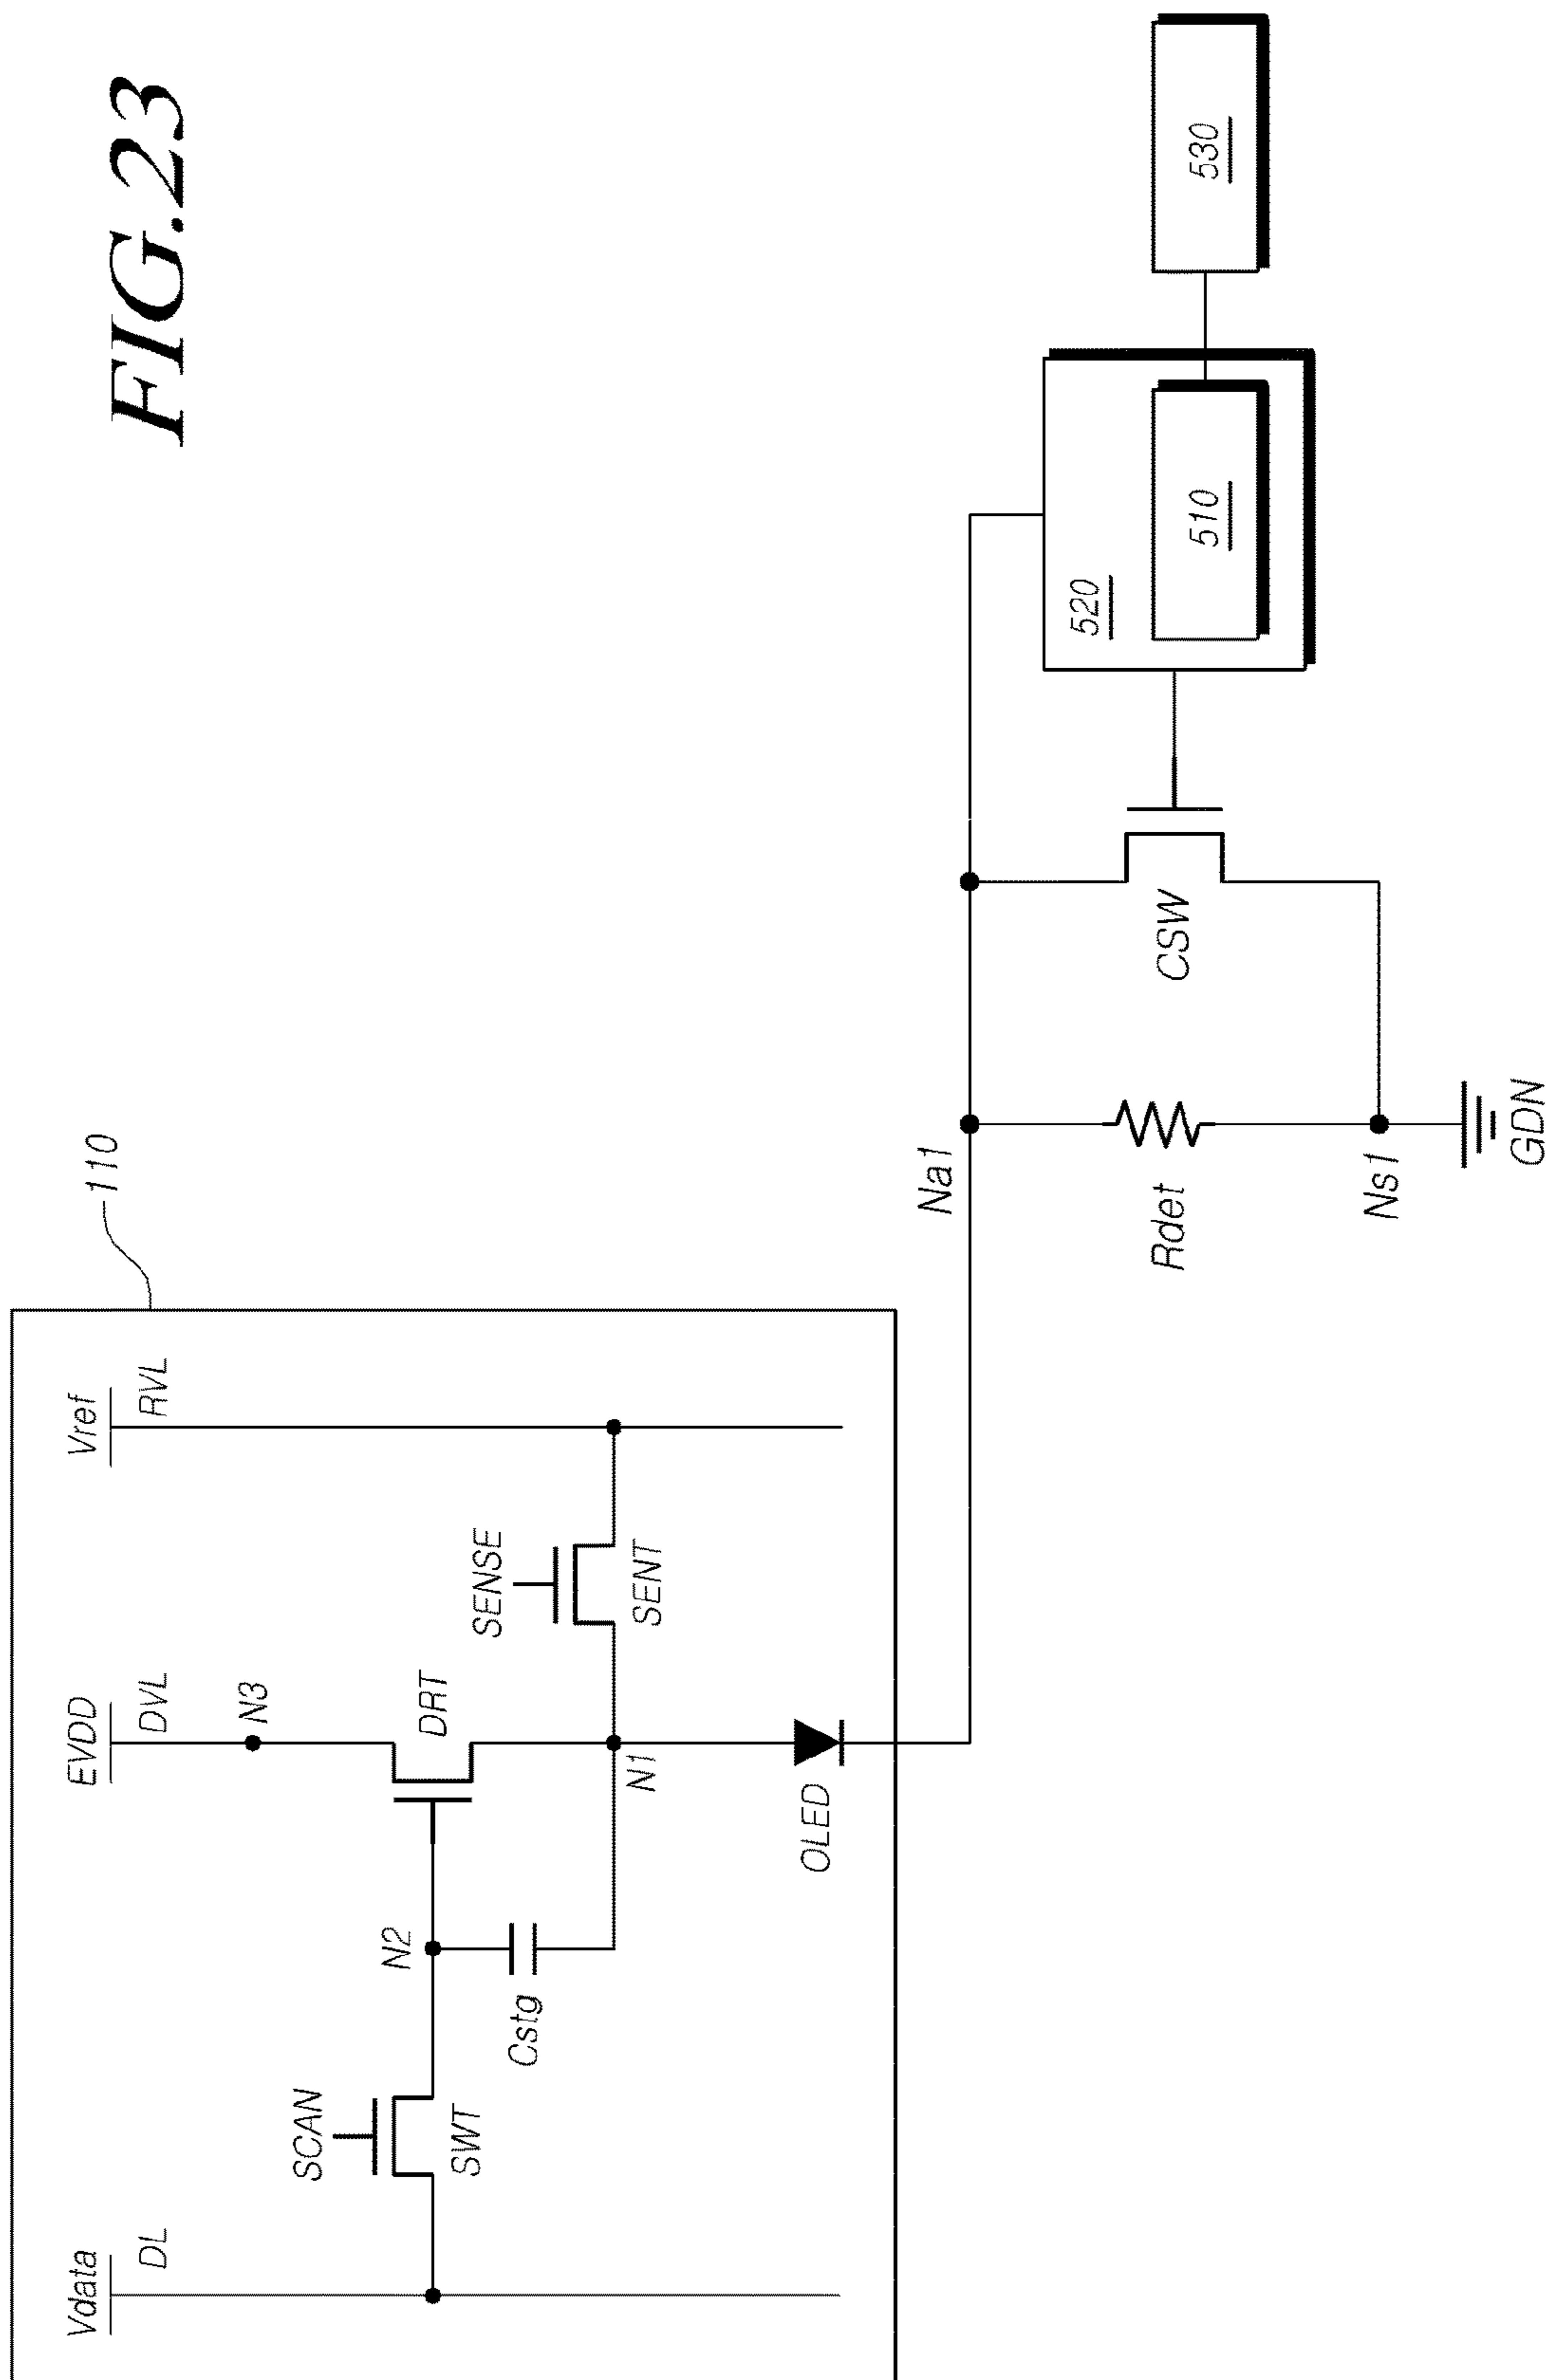 FIG.23
110
Vdata
DL
EVDD
DVL
Vref
RVL
N3
SCAN
SWT
N2
DRT
SENSE
SENT
Cstg
N1
OLED
Na1
Rdet
CSW
Ns1
GDN
520
510
530